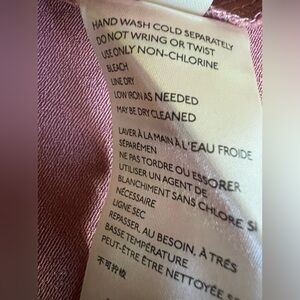 HAND WASH COLD SEPARATELY
DO NOT WRING OR TWIST
USE ONLY NON-CHLORINE
BLEACH
LINE DRY
LOW IRON AS NEEDED
MAY BE DRY CLEANED
LAVER À LA MAIN À L'EAU FROIDE
SÉPARÉMEN
NE PAS TORDRE OU ESSORER
UTILISER UN AGENT DE
BLANCHIMENT SANS CHLORE, SI
NÉCESSAIRE
LIGNE SEC
REPASSER, AU BESOIN, À TRÈS
BASSE TEMPÉRATURE
PEUT-ÊTRE ÊTRE NETTOYÉE